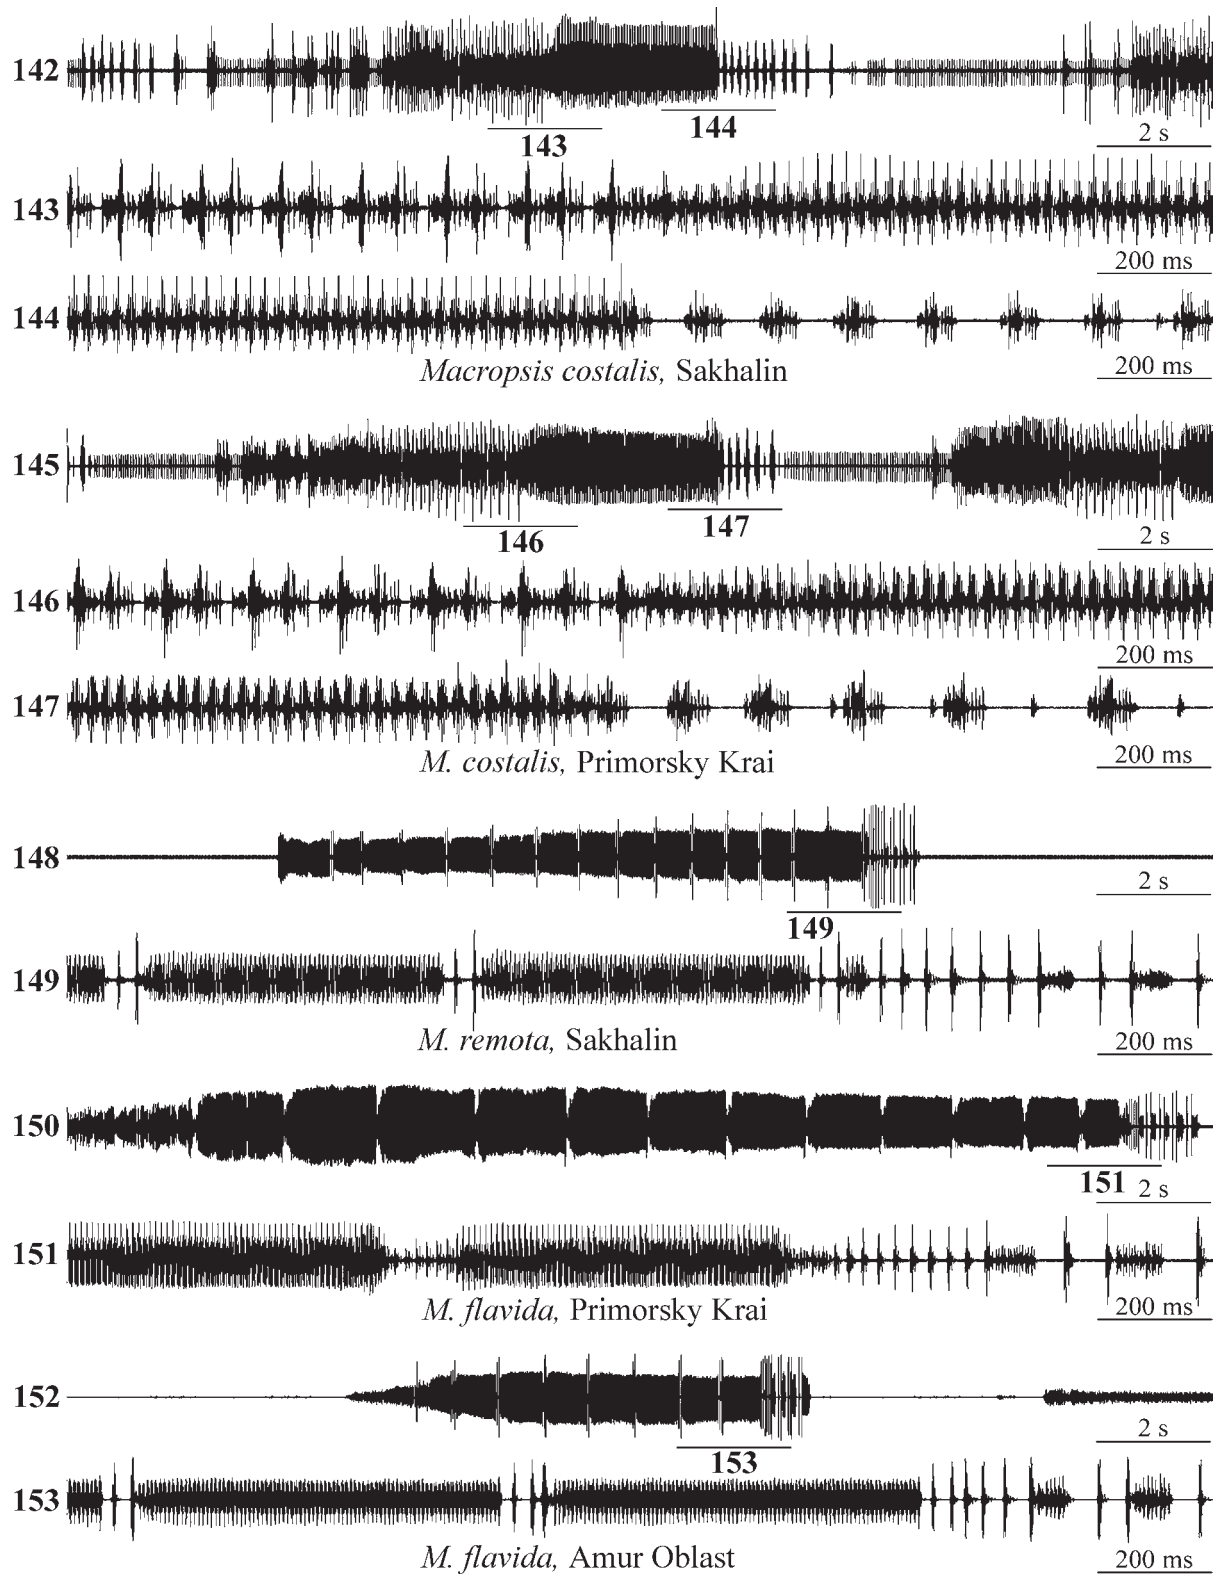 142
143
144
2 s
143
200 ms
144
200 ms
Macropsis costalis, Sakhalin
145
146
147
2 s
146
200 ms
147
200 ms
M. costalis, Primorsky Krai
148
2 s
149
149
200 ms
M. remota, Sakhalin
150
151
2 s
151
200 ms
M. flavida, Primorsky Krai
152
2 s
153
153
200 ms
M. flavida, Amur Oblast